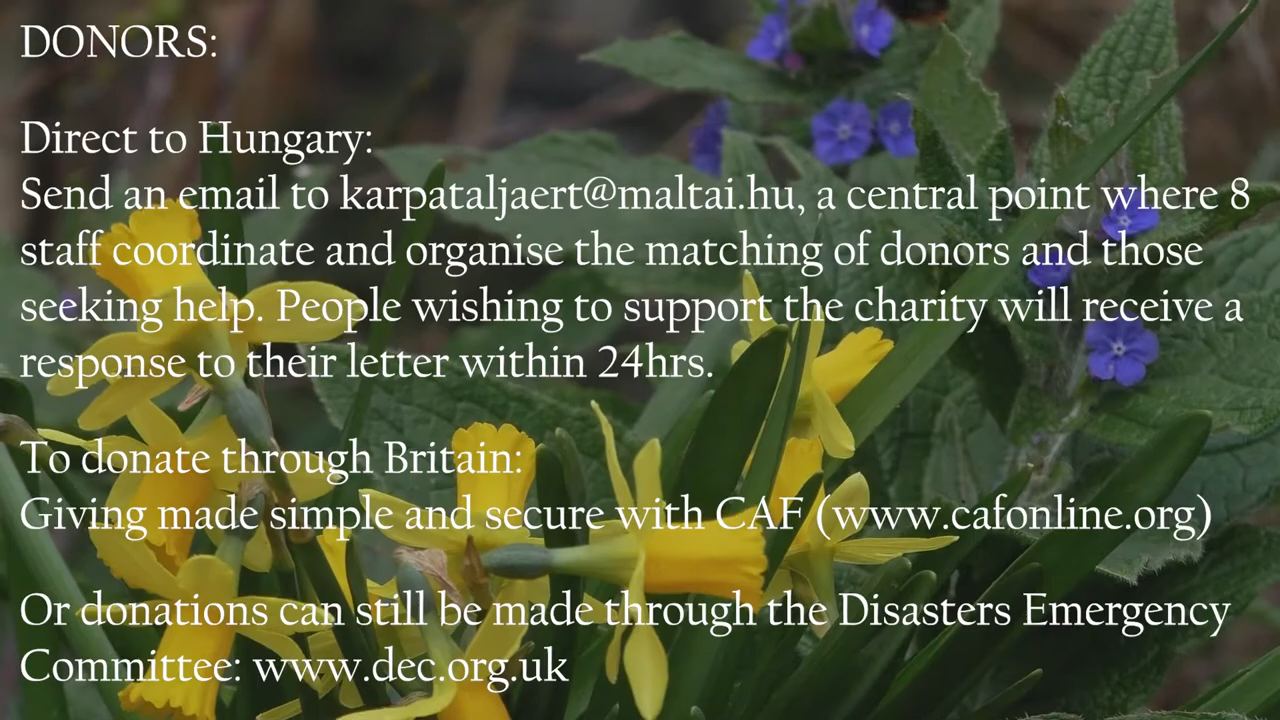 DONORS:
Direct to Hungary:
Send an email to karpataljaert@maltai.hu, a central point where 8
staff coordinate and organise the matching of donors and those
seeking help. People wishing to support the charity will receive a
response to their letter within 24hrs.
To donate through Britain:
Giving made simple and secure with CAF (www.cafonline.org)
Or donations can still be made through the Disasters Emergency
Committee: www.dec.org.uk